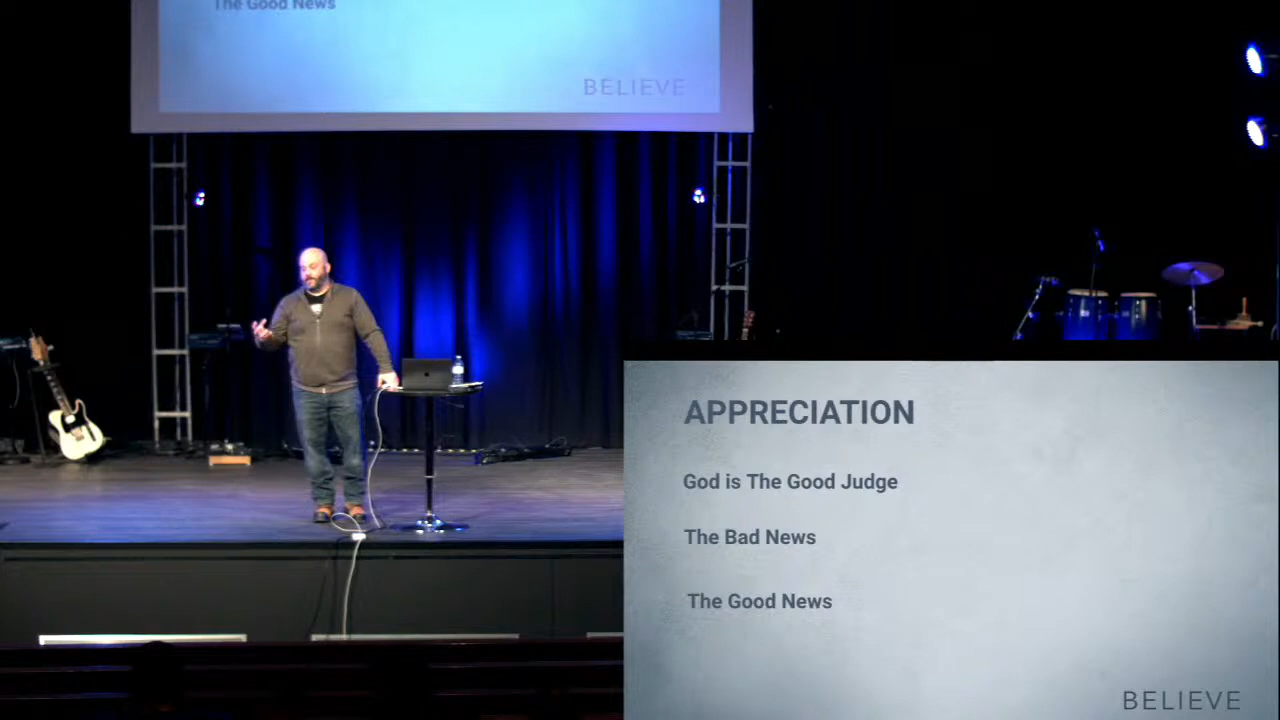 The Good News
BELIEVE
APPRECIATION
God is The Good Judge
The Bad News
The Good News
BELIEVE